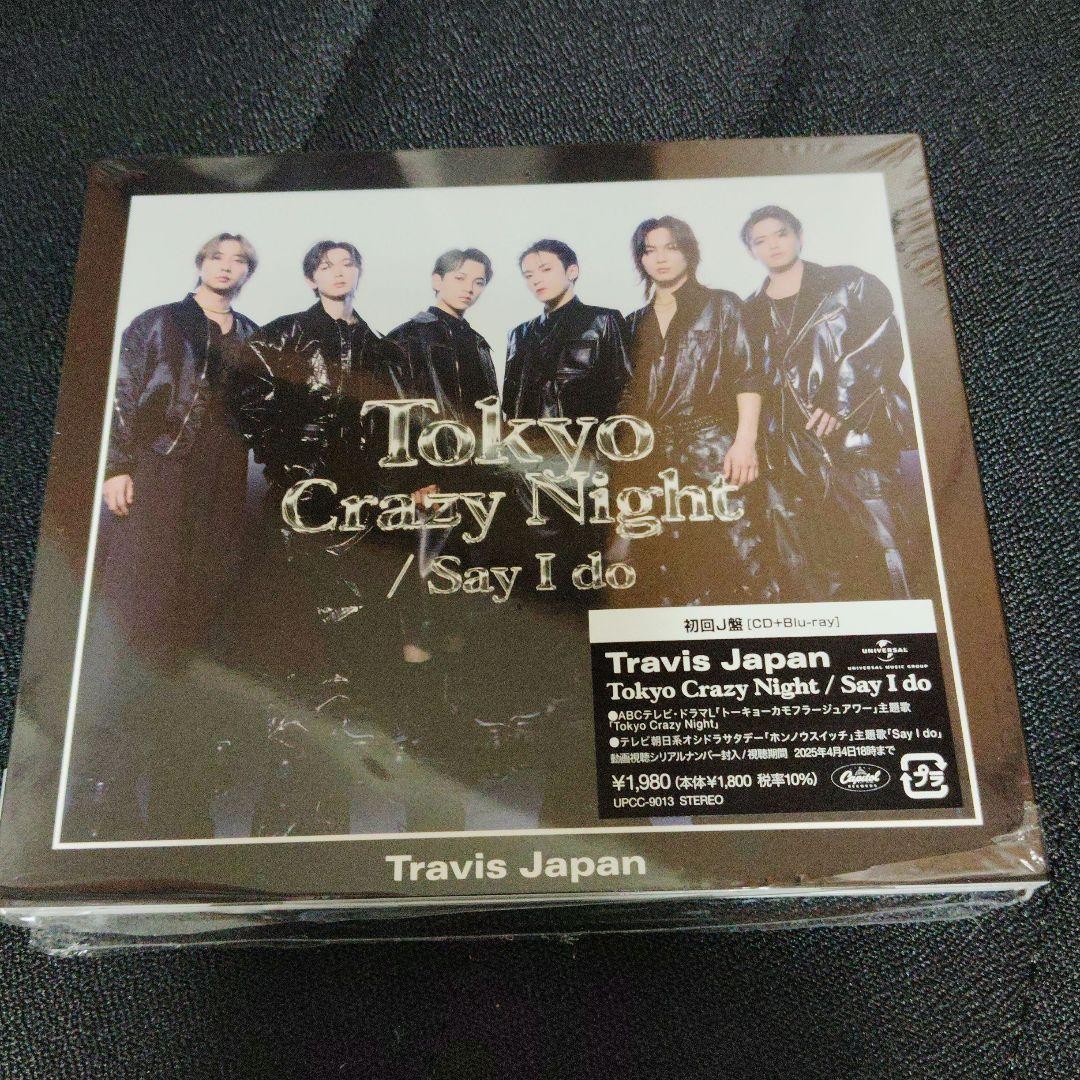 Tokyo
Crazy Night
/ Say I do
初回J盤 [CD+Blu-ray]
Travis Japan
UNIVERSAL
UNIVERSAL MUSIC GROUP
Tokyo Crazy Night / Say I do
●ABCテレビ・ドラマL「トーキョーカモフラージュアワー」主題歌
「Tokyo Crazy Night」
●テレビ朝日系オシドラサタデー「ホンノウスイッチ」主題歌「Say I do」
動画視聴シリアルナンバー封入 / 視聴期間 2025年4月4日18時まで
¥1,980 (本体¥1,800 税率10%)
Capitol
RECORDS
プラ
UPCC-9013 STEREO
Travis Japan